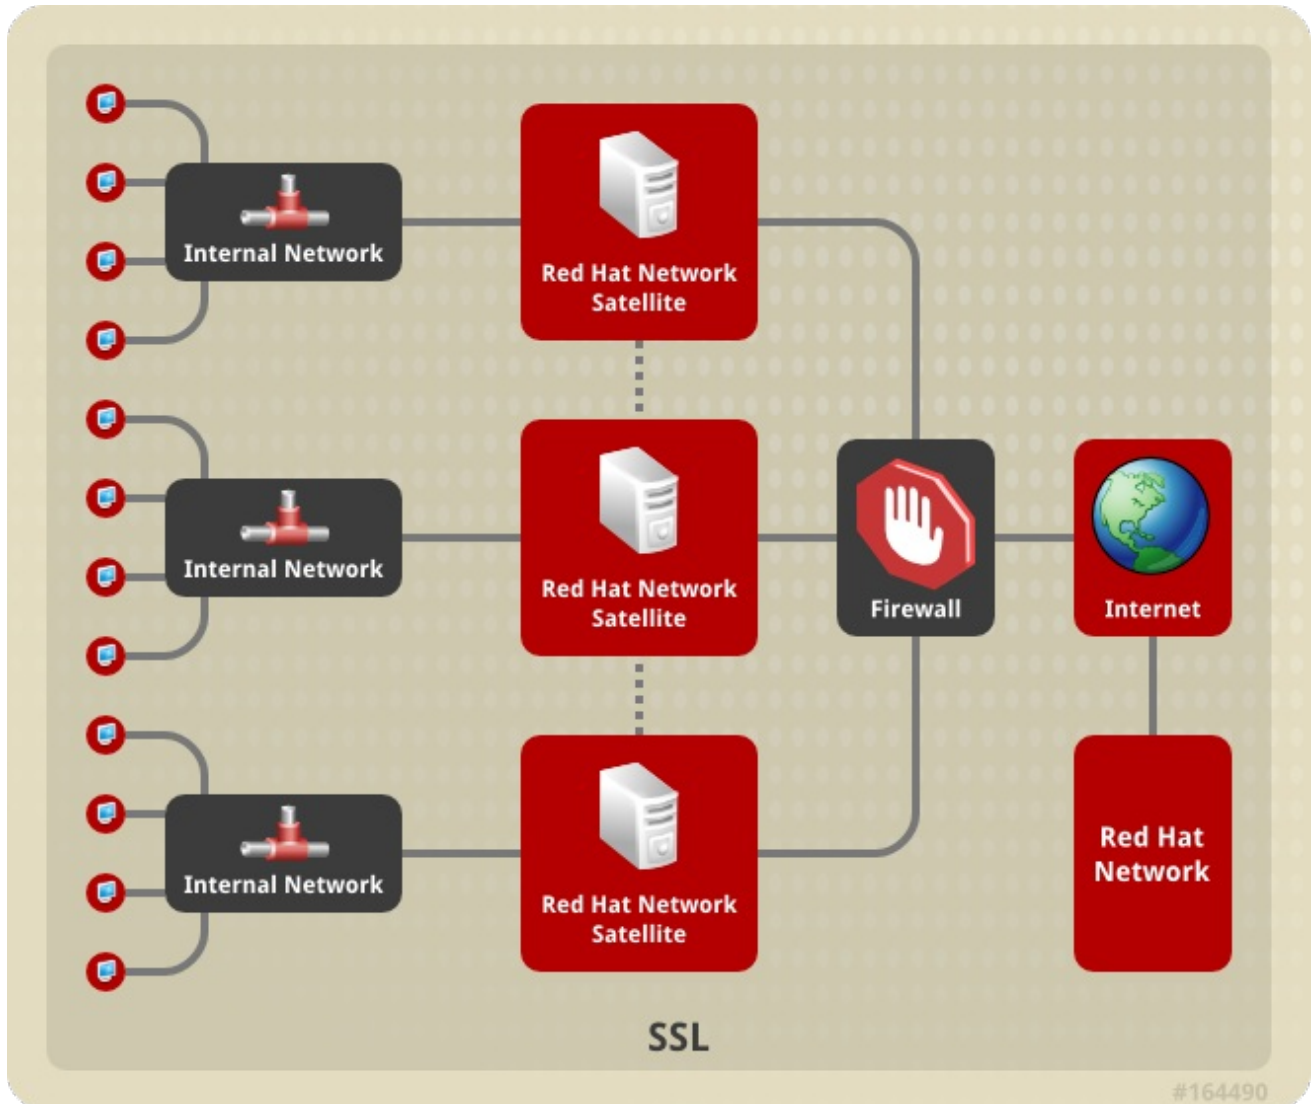 Internal Network
Red Hat Network
Satellite
Internal Network
Red Hat Network
Satellite
Firewall
Internet
Internal Network
Red Hat Network
Satellite
Red Hat
Network
SSL
#164490